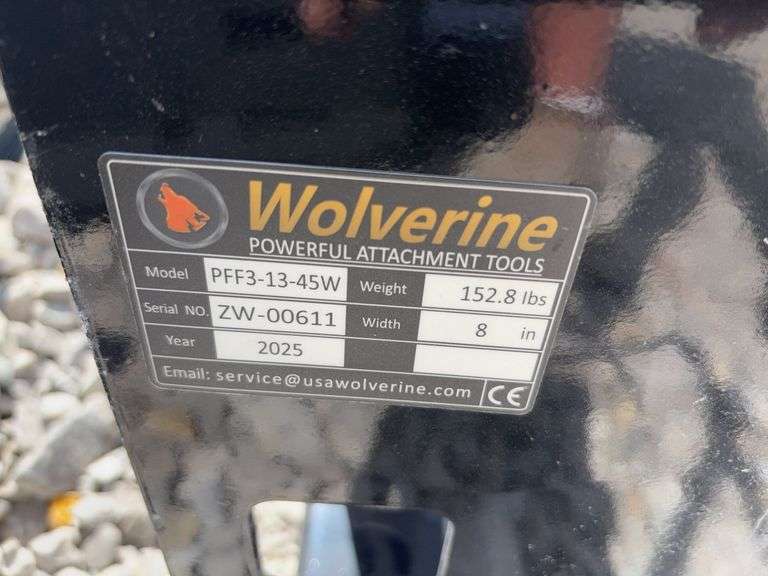 Wolverine
POWERFUL ATTACHMENT TOOLS
Model PFF3-13-45W Weight 152.8 lbs
Serial NO. ZW-00611 Width 8 in
Year 2025
Email: service@usawolverine.com CE